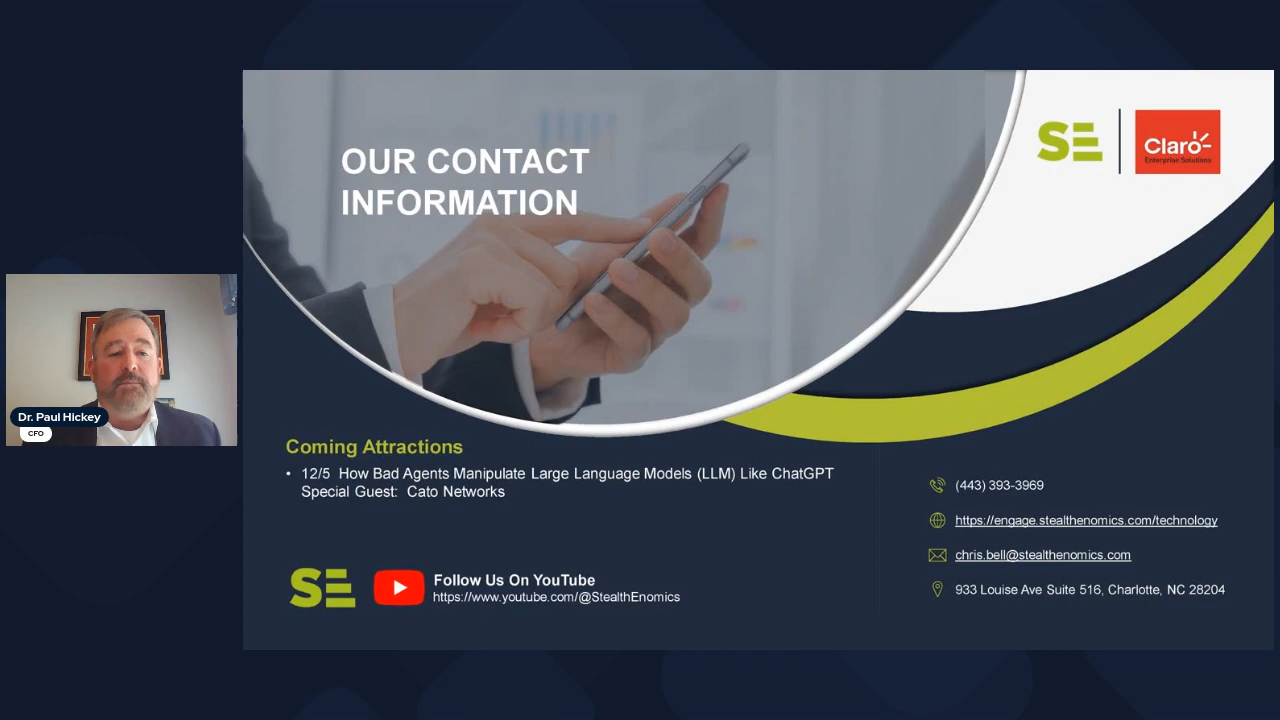 OUR CONTACT
INFORMATION
SE
Claro
Enterprise Solutions
Dr. Paul Hickey
CFO
Coming Attractions
• 12/5 How Bad Agents Manipulate Large Language Models (LLM) Like ChatGPT
Special Guest: Cato Networks
(443) 393-3969
https://engage.stealthenomics.com/technology
chris.bell@stealthenomics.com
933 Louise Ave Suite 516, Charlotte, NC 28204
SE
Follow Us On YouTube
https://www.youtube.com/@StealthEnomics